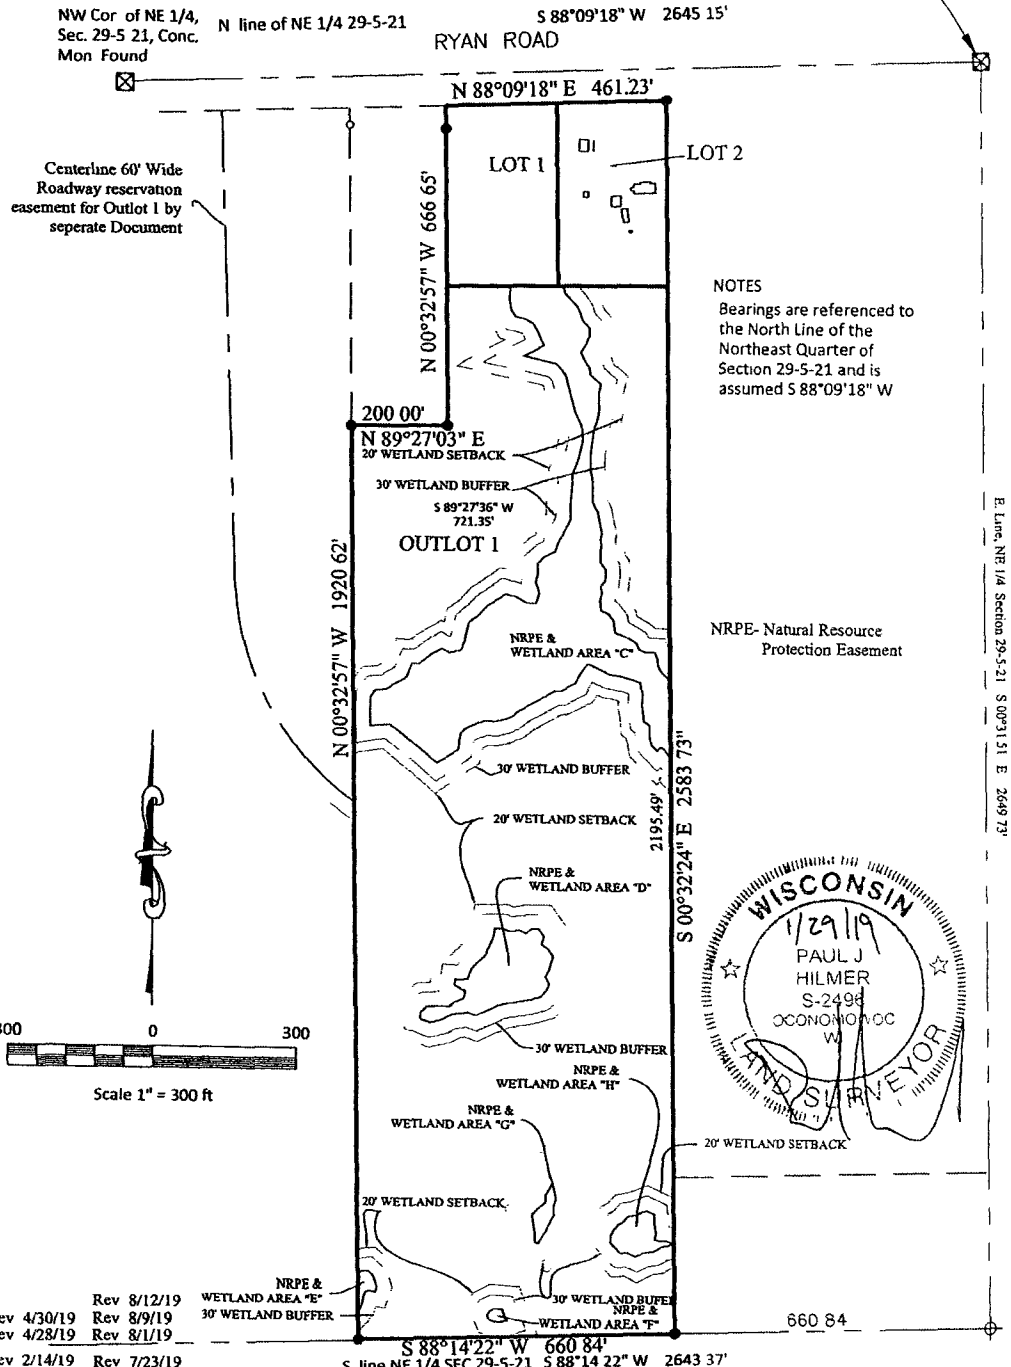 NW Cor of NE 1/4,
Sec. 29-5 21, Conc.
Mon Found
N line of NE 1/4 29-5-21
S 88°09'18" W 2645 15'
RYAN ROAD
N 88°09'18" E 461.23'
LOT 1
LOT 2
Centerline 60' Wide
Roadway reservation
easement for Outlot 1 by
seperate Document
N 00°32'57" W 666 65'
NOTES
Bearings are referenced to
the North Line of the
Northeast Quarter of
Section 29-5-21 and is
assumed S 88°09'18" W
200 00'
N 89°27'03" E
20' WETLAND SETBACK
30' WETLAND BUFFER
S 89°27'36" W
721.35'
OUTLOT 1
E. Line, NE 1/4 Section 29-5-21 S 00°31 51 E 2649 73'
N 00°32'57" W 1920 62'
NRPE &
WETLAND AREA "C"
NRPE- Natural Resource
Protection Easement
30' WETLAND BUFFER
20' WETLAND SETBACK
2195.49'
S 00°32'24" E 2583 73"
NRPE &
WETLAND AREA "D"
WISCONSIN
1/29/19
PAUL J
HILMER
S-2496
OCONOMOWOC
W
LAND SURVEYOR
300 0 300
Scale 1" = 300 ft
30' WETLAND BUFFER
NRPE &
WETLAND AREA "H"
NRPE &
WETLAND AREA "G"
20' WETLAND SETBACK
20' WETLAND SETBACK
NRPE &
WETLAND AREA "E"
30' WETLAND BUFFER
30' WETLAND BUFFER
NRPE &
WETLAND AREA "F"
660 84
Rev 8/12/19
ev 4/30/19 Rev 8/9/19
ev 4/28/19 Rev 8/1/19
ev 2/14/19 Rev 7/23/19
S 88°14'22" W 660 84'
S line NE 1/4 SEC 29-5-21 S 88°14 22" W 2643 37'